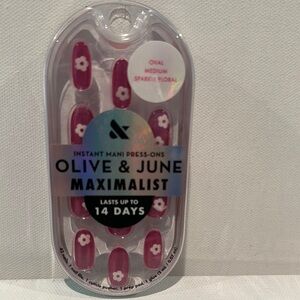 OVAL
MEDIUM
SPARKLE FLORAL
&
INSTANT MANI PRESS-ONS
OLIVE & JUNE
MAXIMALIST
LASTS UP TO
14 DAYS